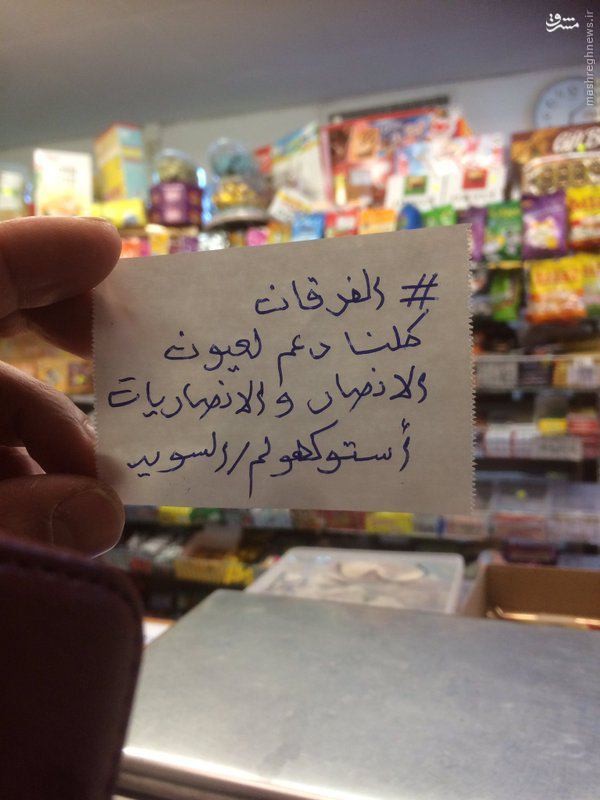 مشرق
mashreghnews.ir
# الفرقان
كلنا دعم لعيون
الانصار و الانصاريات
أستوكهولم/السويد